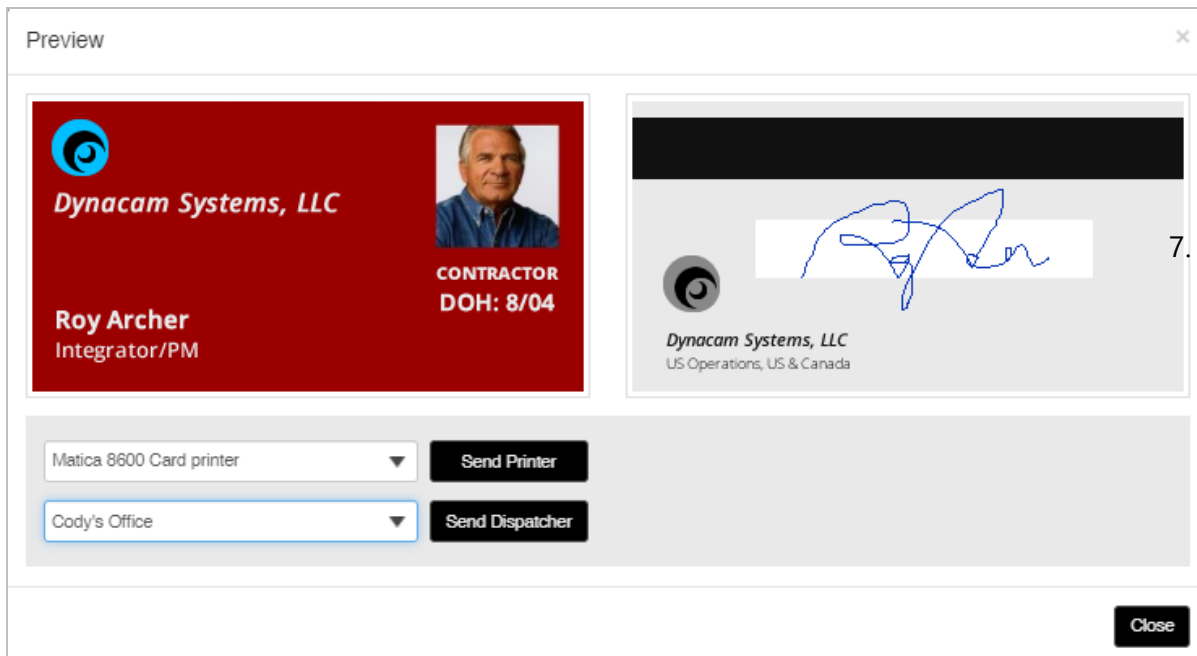 Preview
×
Dynacam Systems, LLC
CONTRACTOR
DOH: 8/04
Roy Archer
Integrator/PM
7.
Dynacam Systems, LLC
US Operations, US & Canada
Matica 8600 Card printer
Send Printer
Cody's Office
Send Dispatcher
Close